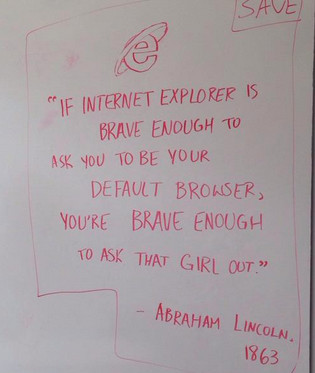 SAVE
"IF INTERNET EXPLORER IS
BRAVE ENOUGH TO
ASK YOU TO BE YOUR
DEFAULT BROWSER,
YOU'RE BRAVE ENOUGH
TO ASK THAT GIRL OUT."
- ABRAHAM LINCOLN.
1863